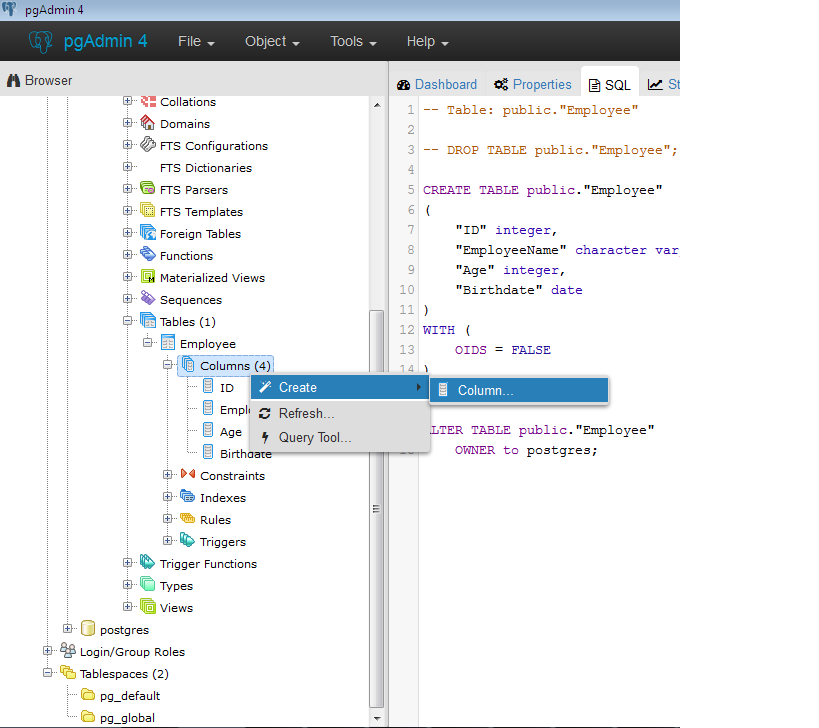 pgAdmin 4
pgAdmin 4 File Object Tools Help
Browser
Dashboard Properties SQL
Collations
Domains
FTS Configurations
FTS Dictionaries
FTS Parsers
FTS Templates
Foreign Tables
Functions
Materialized Views
Sequences
Tables (1)
Employee
Columns (4)
ID
Age
Birthdate
Constraints
Indexes
Rules
Triggers
Trigger Functions
Types
Views
postgres
Login/Group Roles
Tablespaces (2)
pg_default
pg_global
Create
Refresh...
Query Tool...
Column...
1 -- Table: public."Employee"
2
3 -- DROP TABLE public."Employee";
4
5 CREATE TABLE public."Employee"
6 (
7 "ID" integer,
8 "EmployeeName" character var
9 "Age" integer,
10 "Birthdate" date
11 )
12 WITH (
13 OIDS = FALSE
14 )
LTER TABLE public."Employee"
OWNER to postgres;